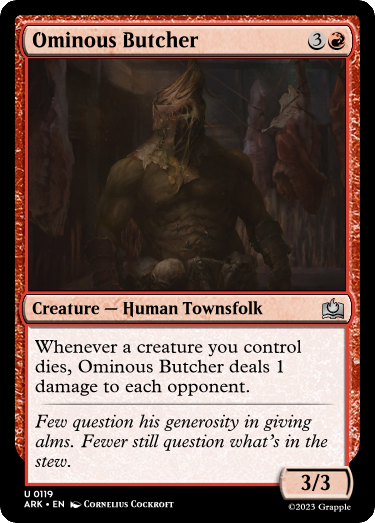 Ominous Butcher 3
Creature — Human Townsfolk
Whenever a creature you control
dies, Ominous Butcher deals 1
damage to each opponent.
Few question his generosity in giving
alms. Fewer still question what's in the
stew.
3/3
U 0119
ARK • EN Cornelius Cockroft
©2023 Grapple